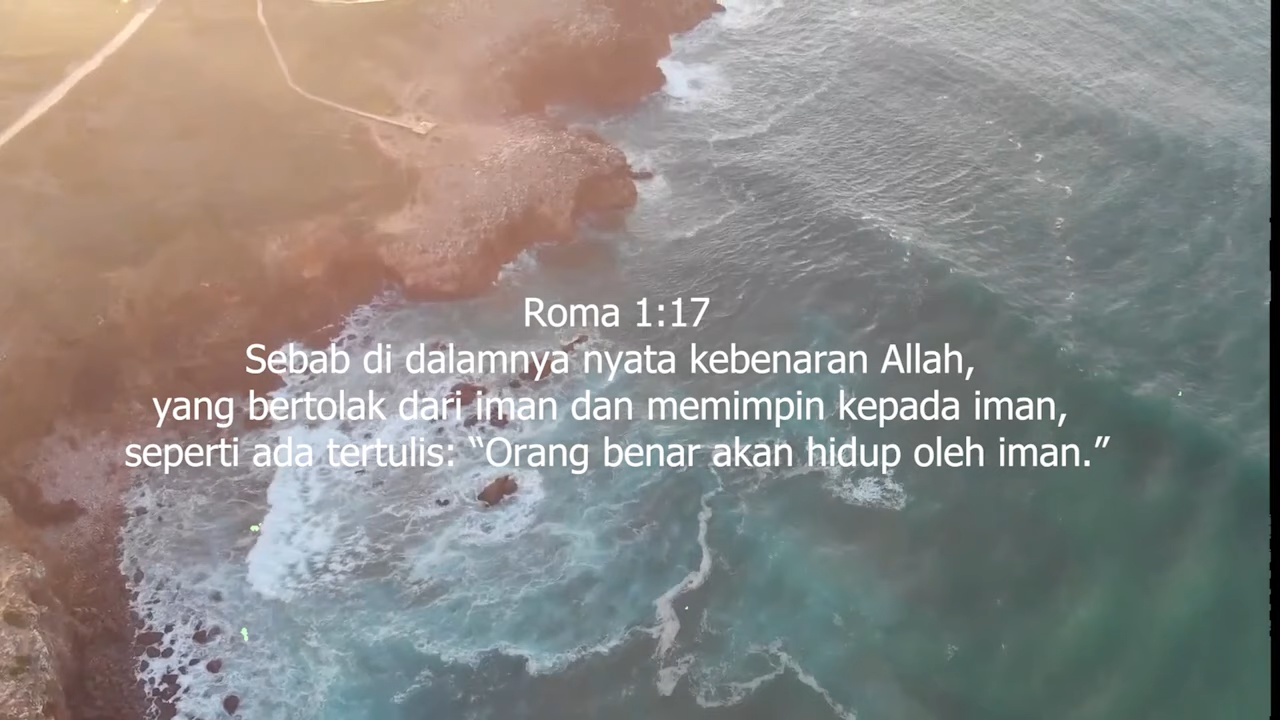 Roma 1:17
Sebab di dalamnya nyata kebenaran Allah,
yang bertolak dari iman dan memimpin kepada iman,
seperti ada tertulis: “Orang benar akan hidup oleh iman.”